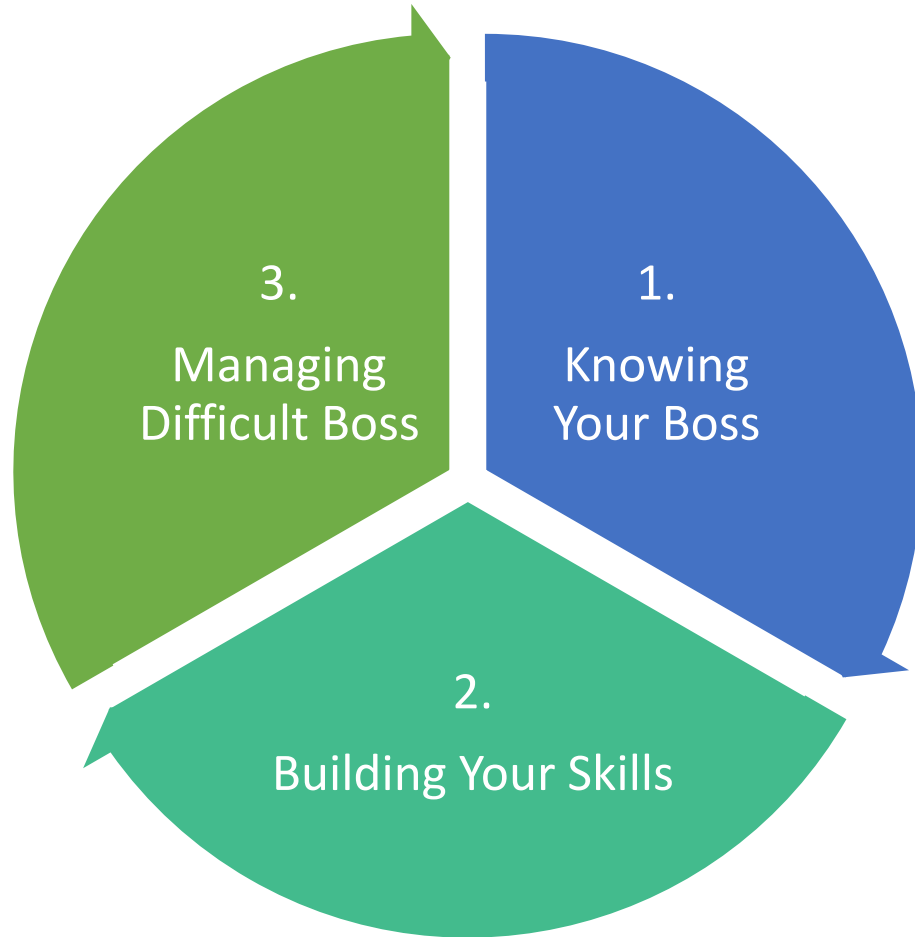 1.
Knowing
Your Boss
2.
Building Your Skills
3.
Managing
Difficult Boss